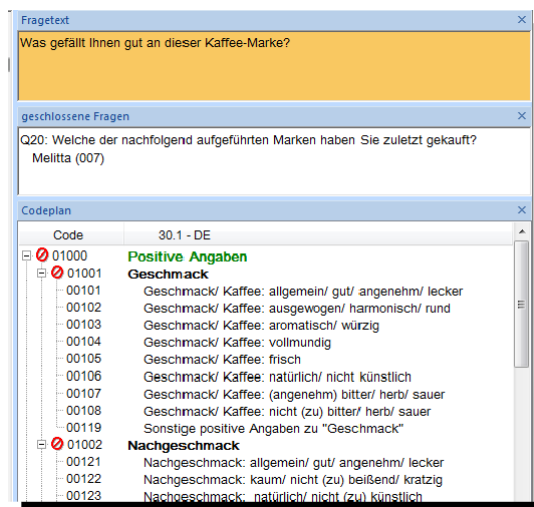 Fragetext
Was gefällt Ihnen gut an dieser Kaffee-Marke?
geschlossene Fragen
Q20: Welche der nachfolgend aufgeführten Marken haben Sie zuletzt gekauft?
Melitta (007)
Codeplan
Code 30.1 - DE
01000 Positive Angaben
01001 Geschmack
00101 Geschmack/ Kaffee: allgemein/ gut/ angenehm/ lecker
00102 Geschmack/ Kaffee: ausgewogen/ harmonisch/ rund
00103 Geschmack/ Kaffee: aromatisch/ würzig
00104 Geschmack/ Kaffee: vollmundig
00105 Geschmack/ Kaffee: frisch
00106 Geschmack/ Kaffee: natürlich/ nicht künstlich
00107 Geschmack/ Kaffee: (angenehm) bitter/ herb/ sauer
00108 Geschmack/ Kaffee: nicht (zu) bitter/ herb/ sauer
00119 Sonstige positive Angaben zu "Geschmack"
01002 Nachgeschmack
00121 Nachgeschmack: allgemein/ gut/ angenehm/ lecker
00122 Nachgeschmack: kaum/ nicht (zu) beißend/ kratzig
00123 Nachgeschmack: natürlich/ nicht (zu) künstlich